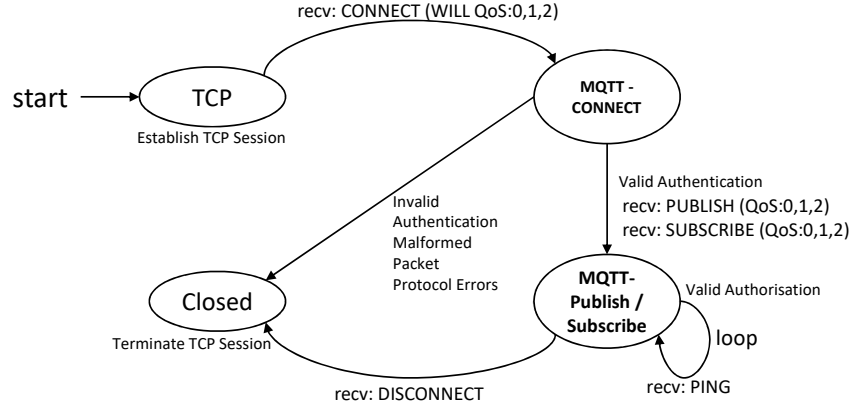 recv: CONNECT (WILL QoS:0,1,2)
start
TCP
Establish TCP Session
MQTT -
CONNECT
Valid Authentication
recv: PUBLISH (QoS:0,1,2)
recv: SUBSCRIBE (QoS:0,1,2)
Invalid
Authentication
Malformed
Packet
Protocol Errors
Closed
Terminate TCP Session
MQTT-
Publish /
Subscribe
Valid Authorisation
loop
recv: PING
recv: DISCONNECT